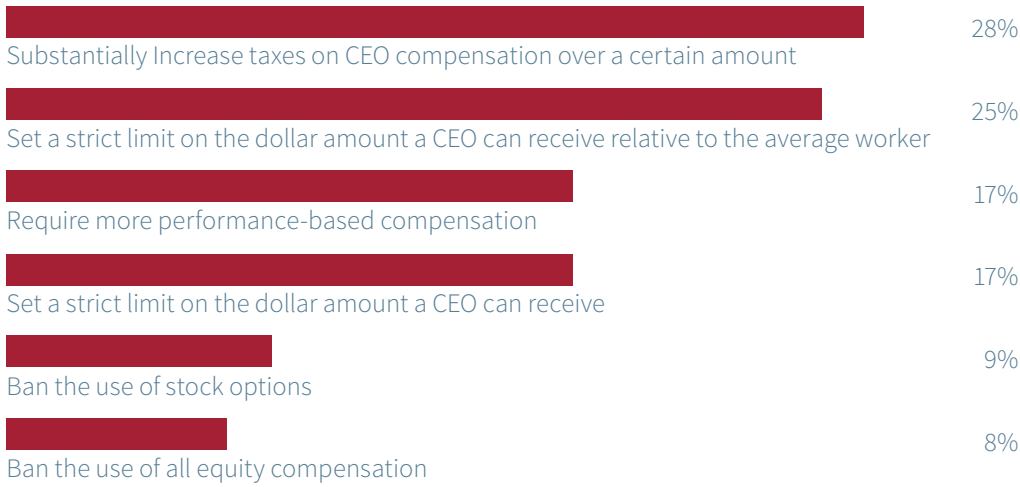 28%
Substantially Increase taxes on CEO compensation over a certain amount
25%
Set a strict limit on the dollar amount a CEO can receive relative to the average worker
17%
Require more performance-based compensation
17%
Set a strict limit on the dollar amount a CEO can receive
9%
Ban the use of stock options
8%
Ban the use of all equity compensation